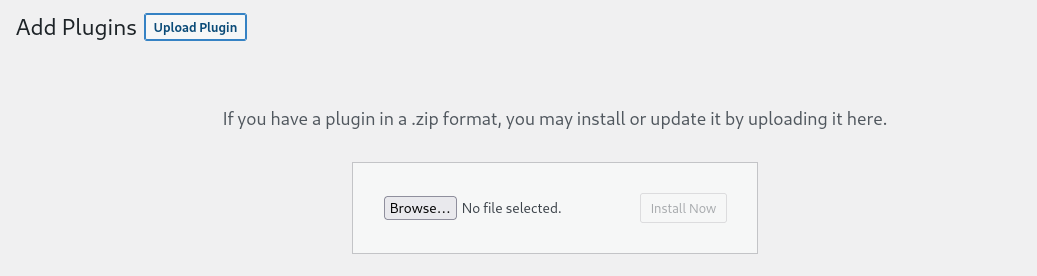 Add Plugins Upload Plugin
If you have a plugin in a .zip format, you may install or update it by uploading it here.
Browse... No file selected. Install Now